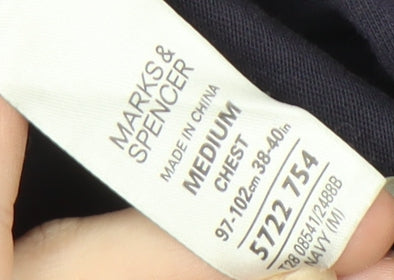 MARKS &
SPENCER
MADE IN CHINA
MEDIUM
CHEST
97-102cm 38-40in
5722 754
T28 08541/2488B
NAVY (M)